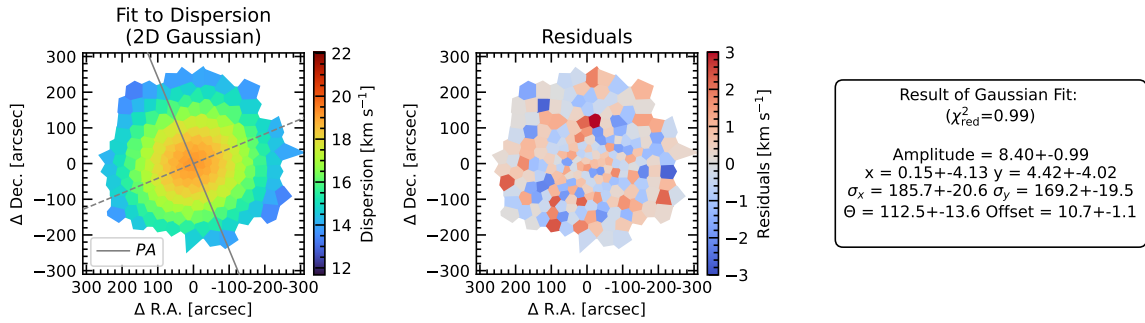 Fit to Dispersion
(2D Gaussian)
300
200
100
0
−100
−200
−300
Δ Dec. [arcsec]
300 200 100 0 -100-200-300
Δ R.A. [arcsec]
PA
22
20
18
16
14
12
Dispersion [km s⁻¹]
Residuals
300
200
100
0
−100
−200
−300
Δ Dec. [arcsec]
300 200 100 0 -100-200-300
Δ R.A. [arcsec]
3
2
1
0
−1
−2
−3
Residuals [km s⁻¹]
Result of Gaussian Fit:
(χ²red=0.99)
Amplitude = 8.40+-0.99
x = 0.15+-4.13 y = 4.42+-4.02
σx = 185.7+-20.6 σy = 169.2+-19.5
Θ = 112.5+-13.6 Offset = 10.7+-1.1